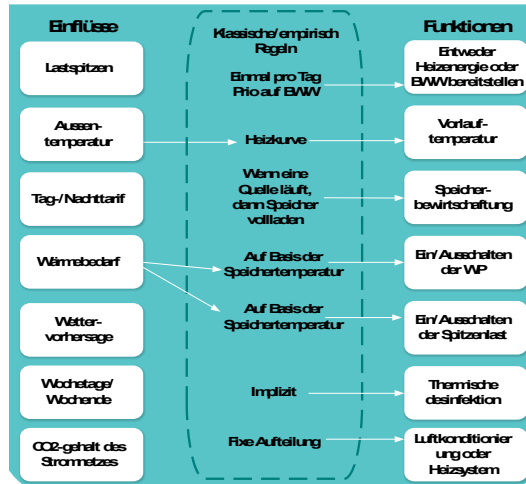 Einflüsse
Lastspitzen
Aussen-
temperatur
Tag-/Nachttarif
Wärmebedarf
Wetter-
vorhersage
Wochetage/
Wochende
CO2-gehalt des
Stromnetzes
Klassische/empirisch
Regeln
Einmal pro Tag
Prio auf BWW
Heizkurve
Wenn eine
Quelle läuft,
dann Speicher
vollladen
Auf Basis der
Speichertemperatur
Auf Basis der
Speichertemperatur
Implizit
Fixe Aufteilung
Funktionen
Entweder
Heizenergie oder
BWW bereitstellen
Vorlauf-
temperatur
Speicher-
bewirtschaftung
Ein/Ausschalten
der WP
Ein/Ausschalten
der Spitzenlast
Thermische
desinfektion
Luftkonditionier
ung oder
Heizsystem